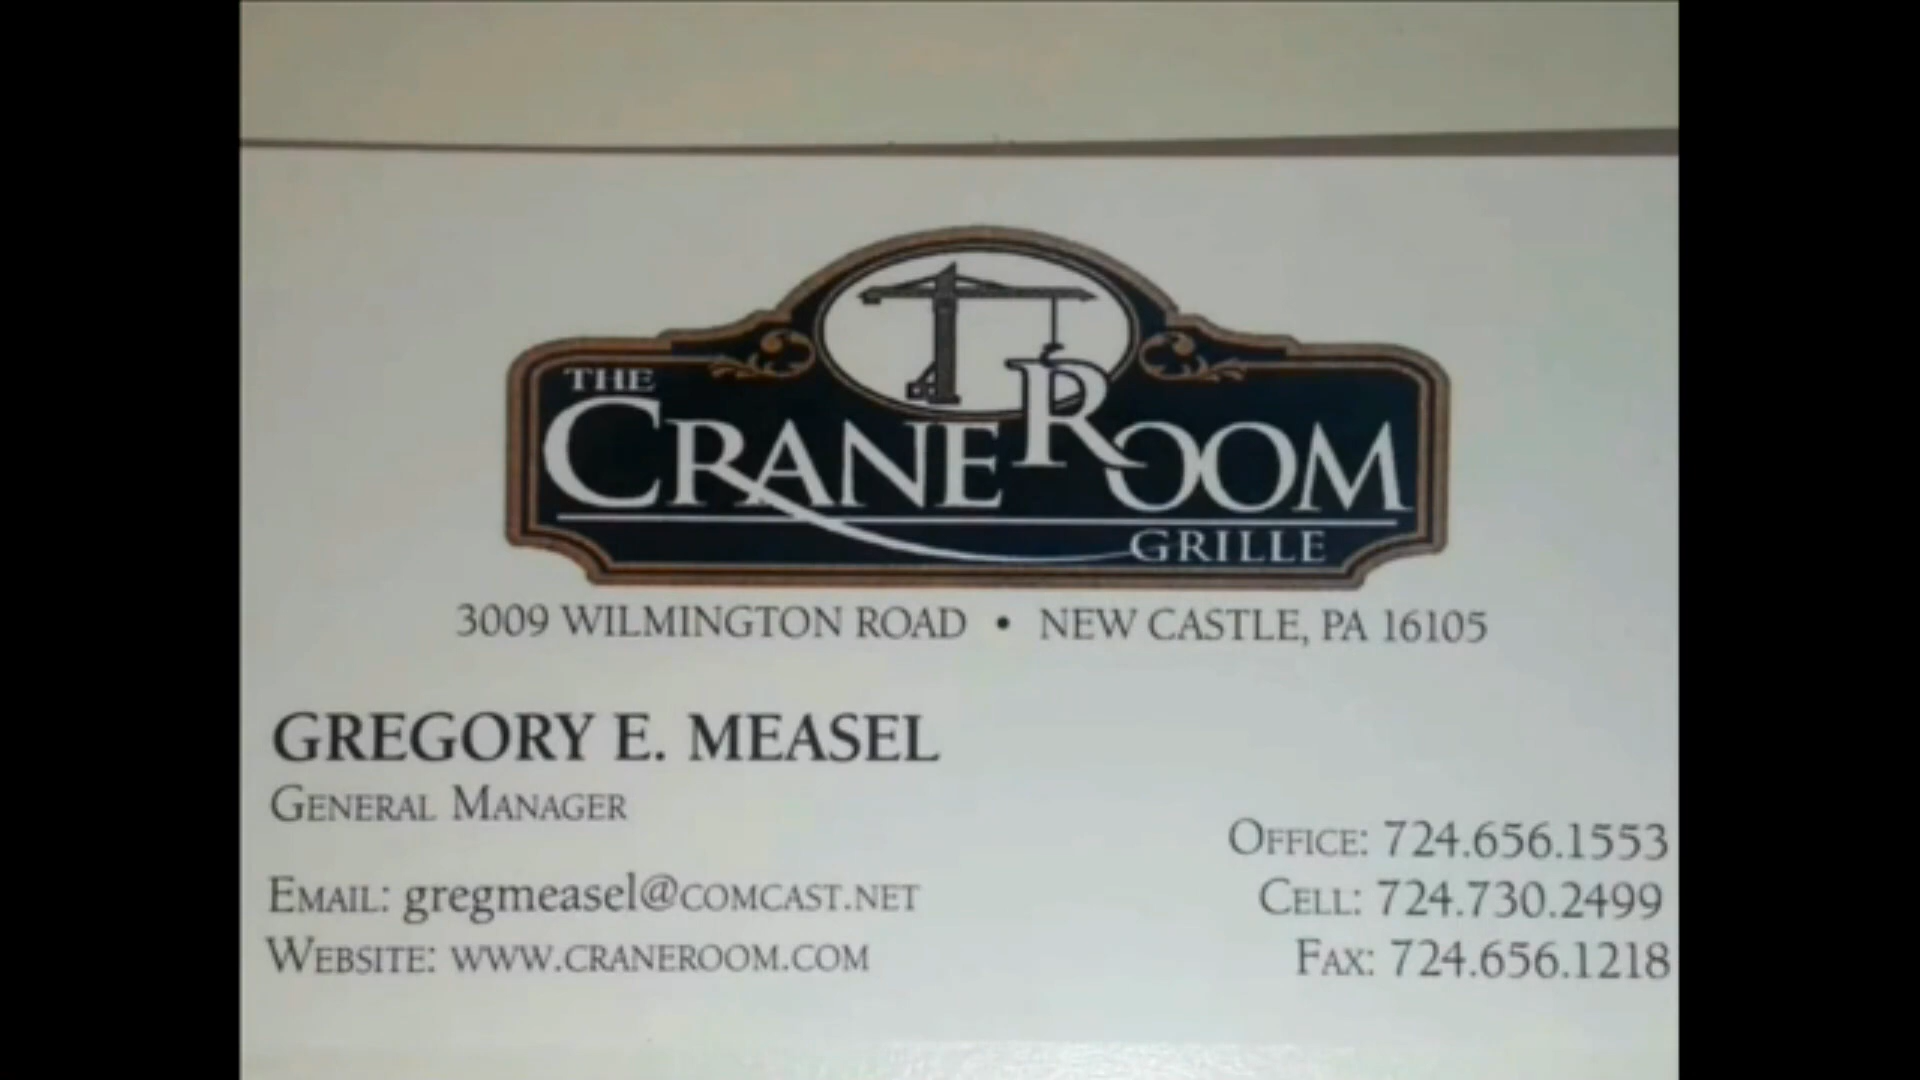 THE
CRANE ROOM
GRILLE
3009 WILMINGTON ROAD • NEW CASTLE, PA 16105
GREGORY E. MEASEL
GENERAL MANAGER
EMAIL: gregmeasel@COMCAST.NET
WEBSITE: WWW.CRANEROOM.COM
OFFICE: 724.656.1553
CELL: 724.730.2499
FAX: 724.656.1218